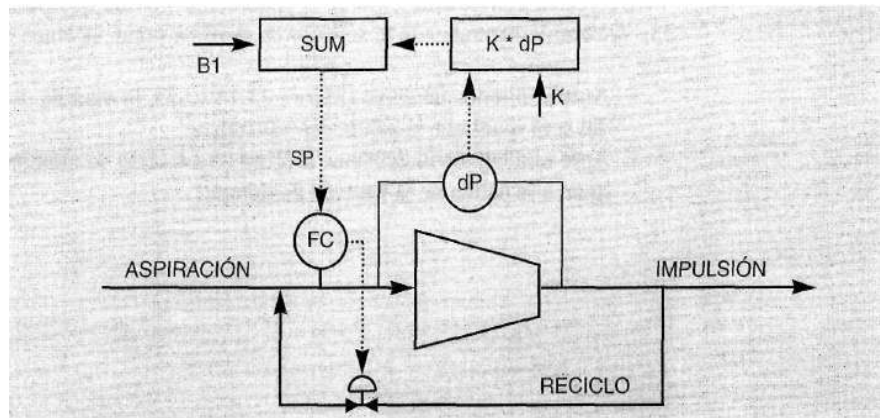 SUM
K * dP
B1
K
SP
dP
FC
ASPIRACIÓN
IMPULSIÓN
RECICLO